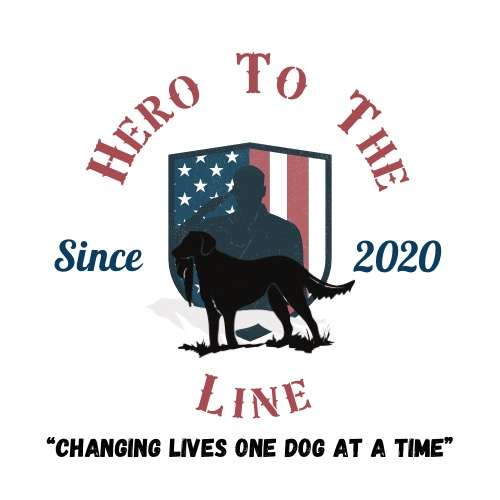 HERO TO THE
Since 2020
LINE
“CHANGING LIVES ONE DOG AT A TIME”